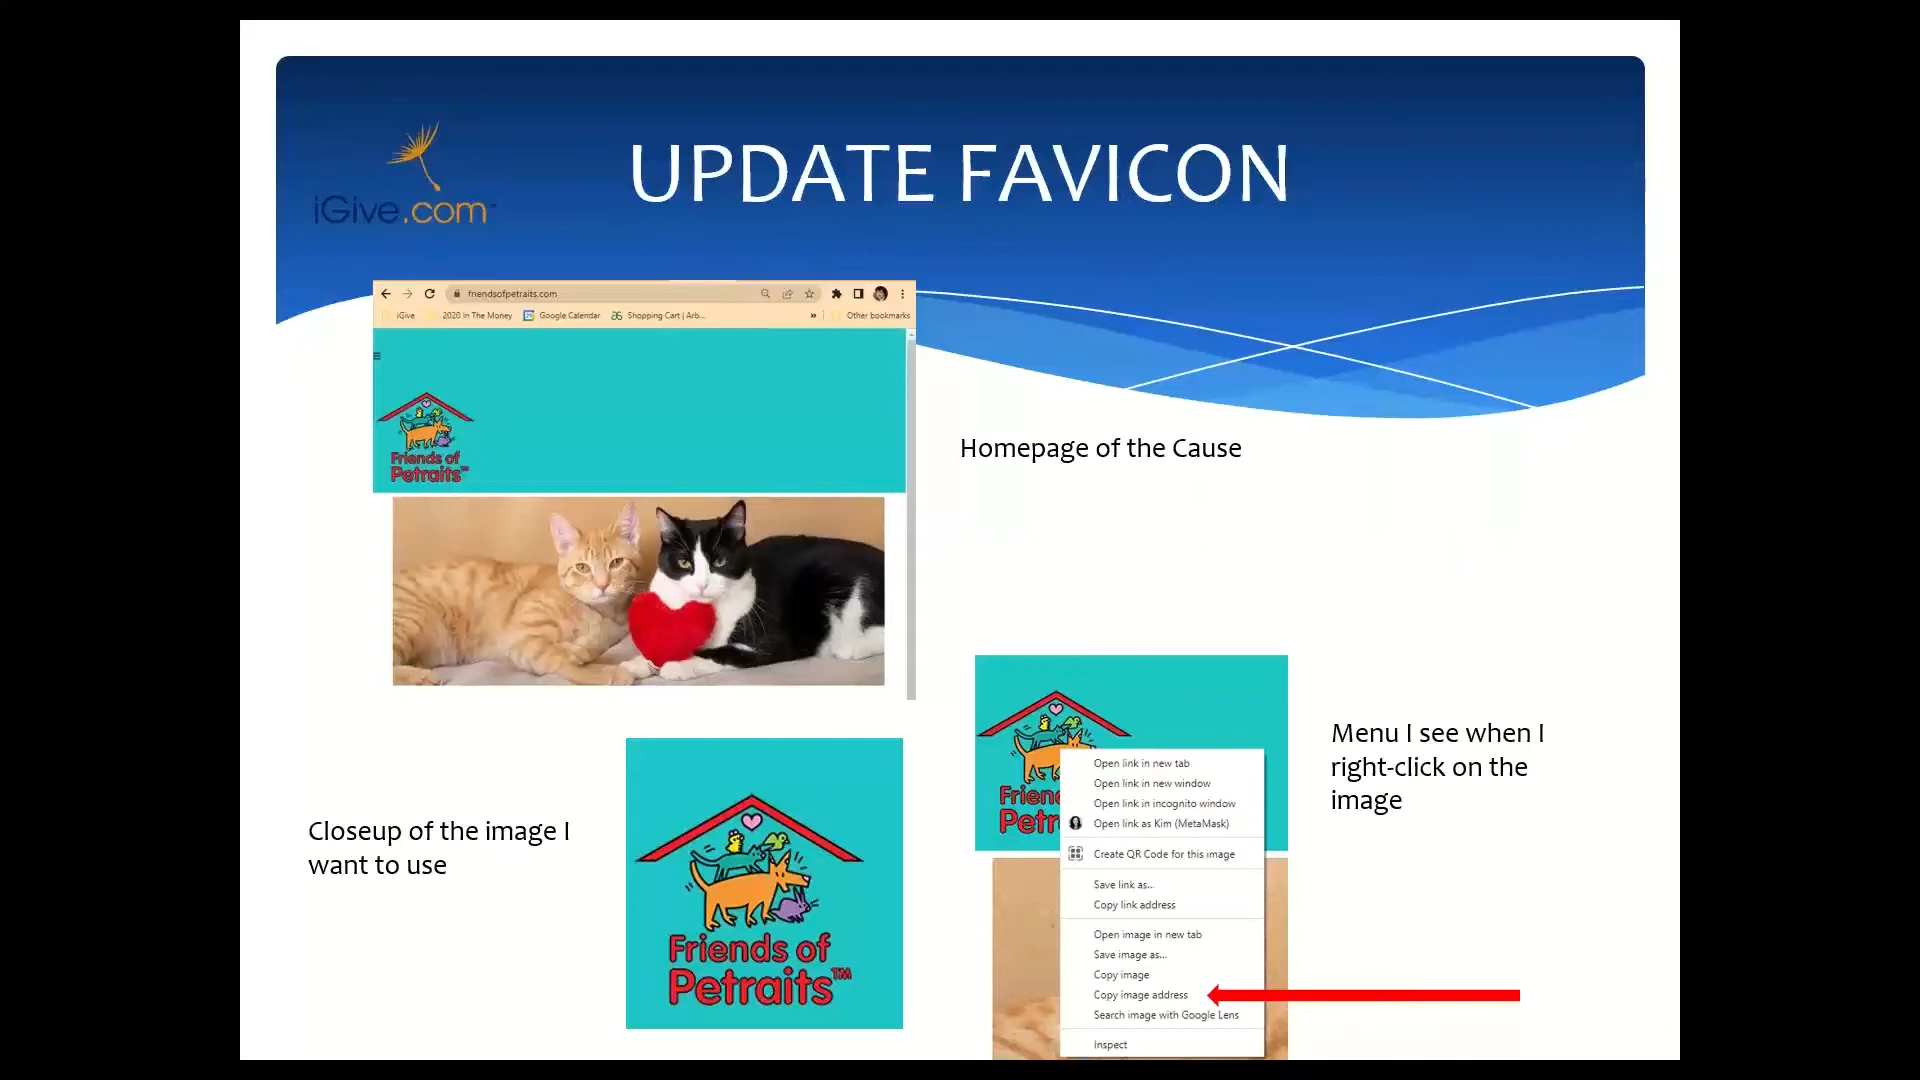 UPDATE FAVICON
iGive.com
friendsofpetraits.com
iGive
2020 In The Money
Google Calendar
Shopping Cart | Arb...
»
Other bookmarks
Friends of
Petraits™
Homepage of the Cause
Closeup of the image I
want to use
Friends of
Petraits™
Frien
Petr
Open link in new tab
Open link in new window
Open link in incognito window
Open link as Kim (MetaMask)
Create QR Code for this image
Save link as...
Copy link address
Open image in new tab
Save image as...
Copy image
Copy image address
Search image with Google Lens
Inspect
Menu I see when I
right-click on the
image